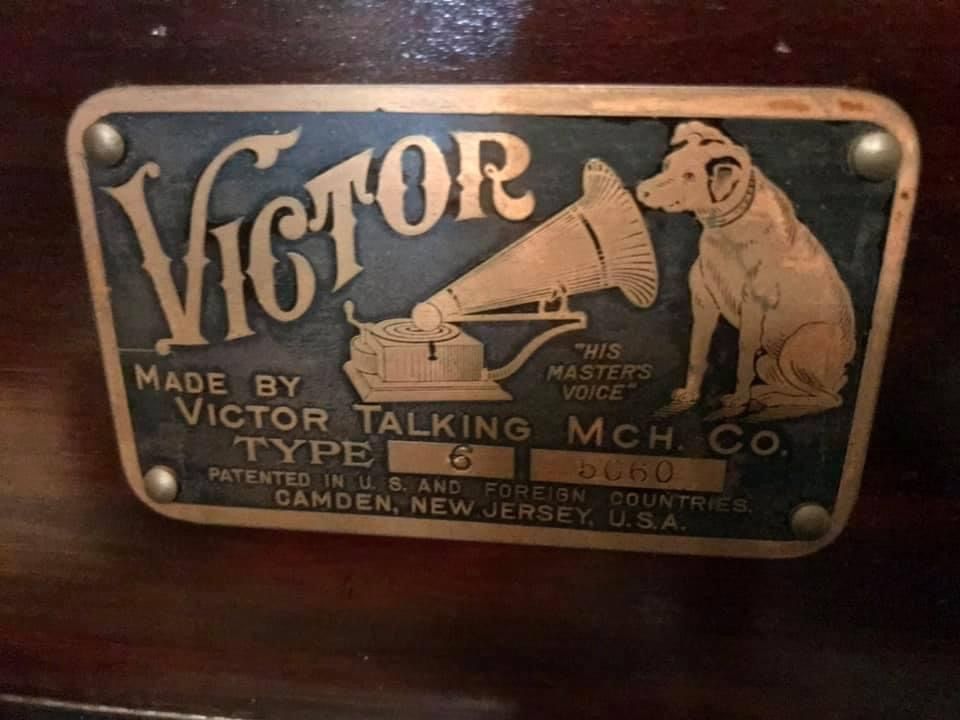 VICTOR
"HIS
MASTER'S
VOICE"
MADE BY
VICTOR TALKING MCH. CO.
TYPE 6
PATENTED IN U. S. AND FOREIGN COUNTRIES.
CAMDEN, NEW JERSEY, U.S.A.